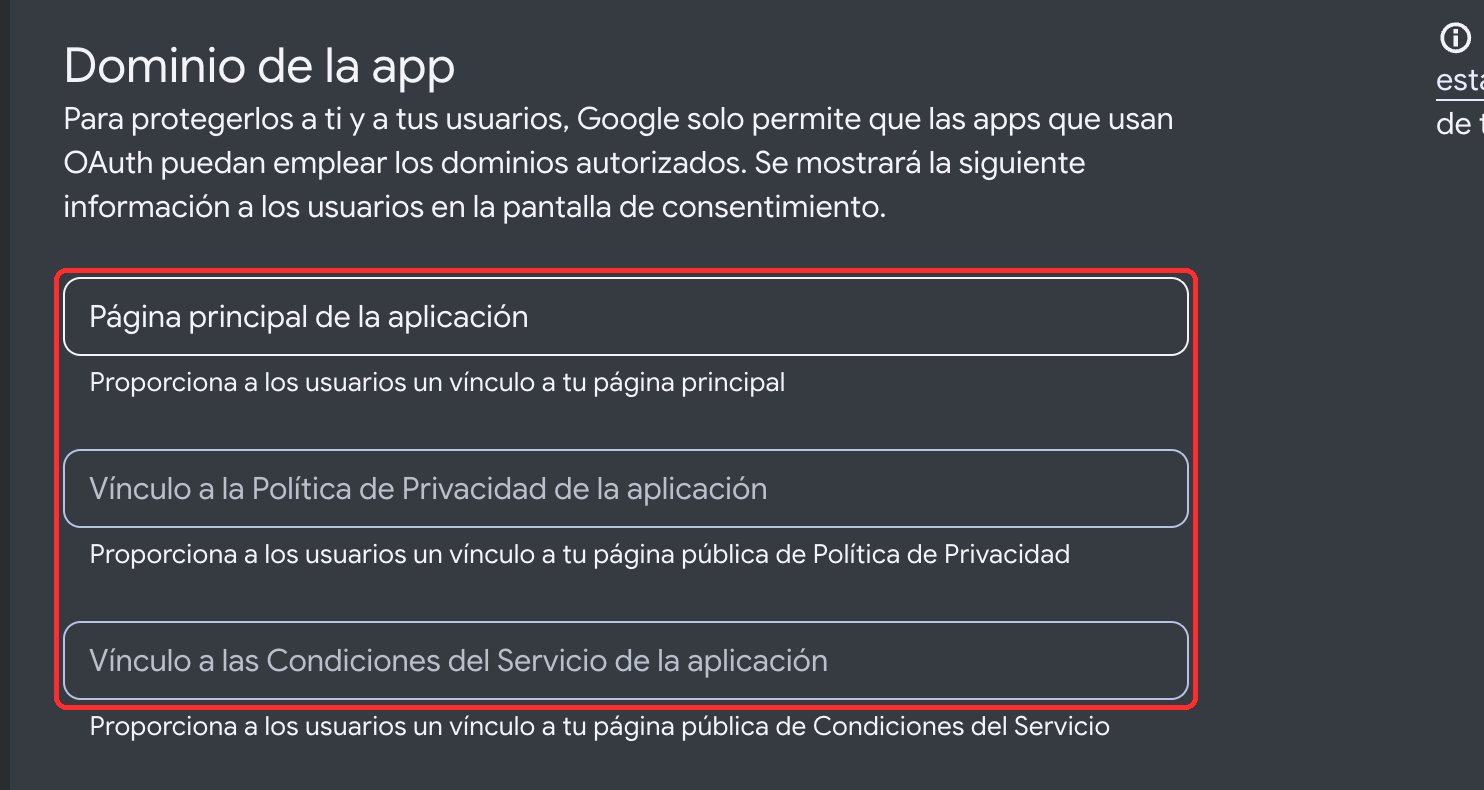 Dominio de la app
Para protegerlos a ti y a tus usuarios, Google solo permite que las apps que usan
OAuth puedan emplear los dominios autorizados. Se mostrará la siguiente
información a los usuarios en la pantalla de consentimiento.
Página principal de la aplicación
Proporciona a los usuarios un vínculo a tu página principal
Vínculo a la Política de Privacidad de la aplicación
Proporciona a los usuarios un vínculo a tu página pública de Política de Privacidad
Vínculo a las Condiciones del Servicio de la aplicación
Proporciona a los usuarios un vínculo a tu página pública de Condiciones del Servicio
de